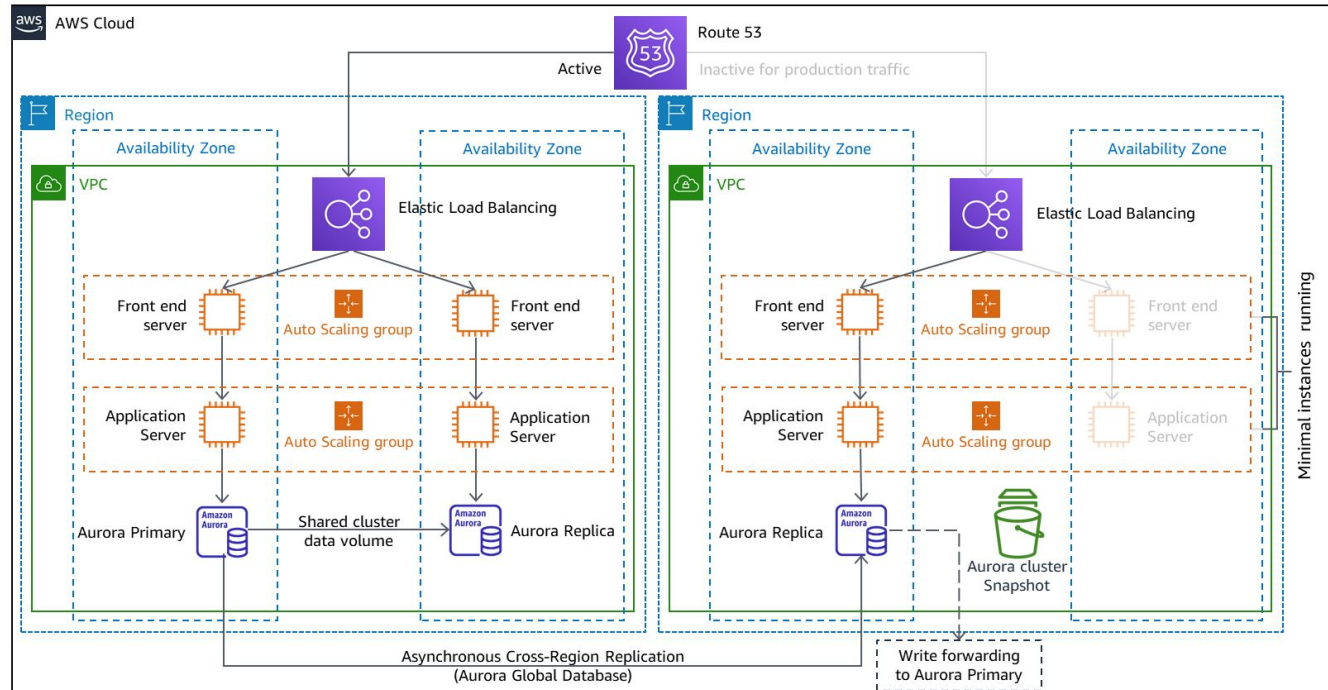 aws
AWS Cloud
Route 53
53
Active
Inactive for production traffic
Region
Availability Zone
Availability Zone
VPC
Elastic Load Balancing
Front end
server
Auto Scaling group
Front end
server
Application
Server
Auto Scaling group
Application
Server
Aurora Primary
Amazon
Aurora
Shared cluster
data volume
Amazon
Aurora
Aurora Replica
Region
Availability Zone
Availability Zone
VPC
Elastic Load Balancing
Front end
server
Auto Scaling group
Front end
server
Application
Server
Auto Scaling group
Application
Server
Minimal instances running
Aurora Replica
Amazon
Aurora
Aurora cluster
Snapshot
Asynchronous Cross-Region Replication
(Aurora Global Database)
Write forwarding
to Aurora Primary